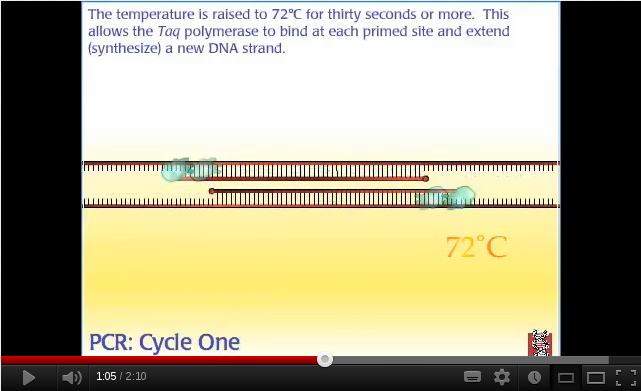 The temperature is raised to 72°C for thirty seconds or more.  This
allows the Taq polymerase to bind at each primed site and extend
(synthesize) a new DNA strand.
72°C
PCR: Cycle One
1:05 / 2:10